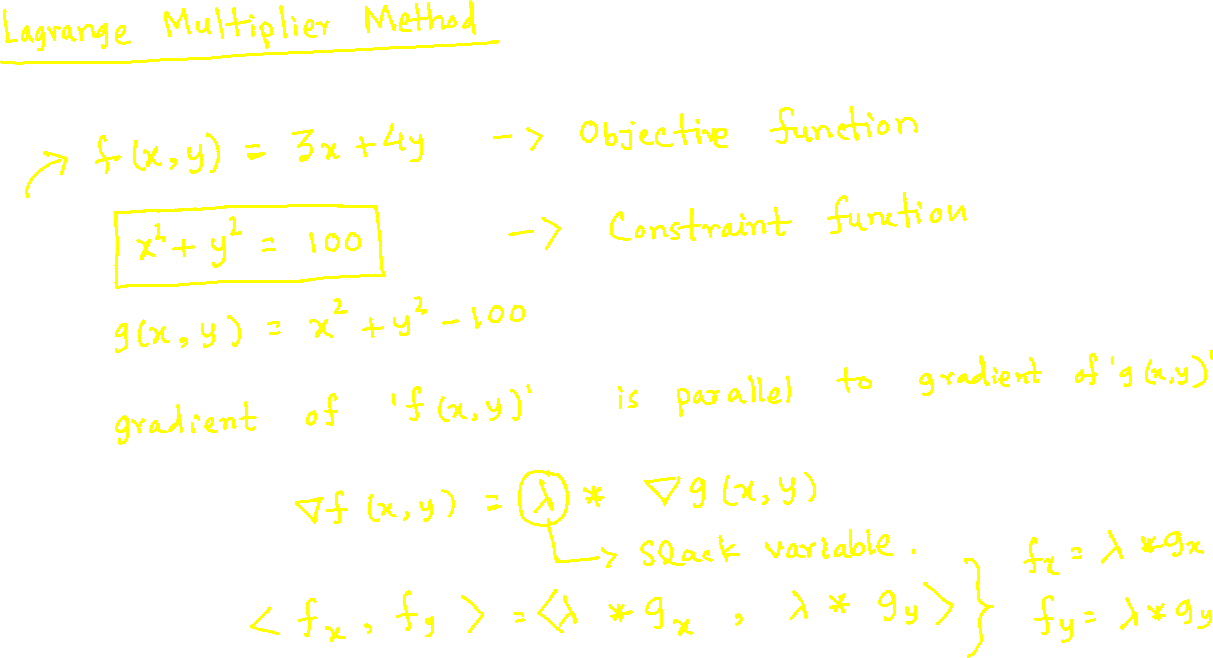 Lagrange Multiplier Method
f(x,y) = 3x+4y -> Objective function
x²+y² = 100 -> Constraint function
g(x,y) = x²+y²-100
gradient of 'f(x,y)' is parallel to gradient of 'g(x,y)'
∇f(x,y) = λ * ∇g(x,y)
Slack variable.
<fx, fy> = <λ * gx, λ * gy> } fx = λ * gx
fy = λ * gy